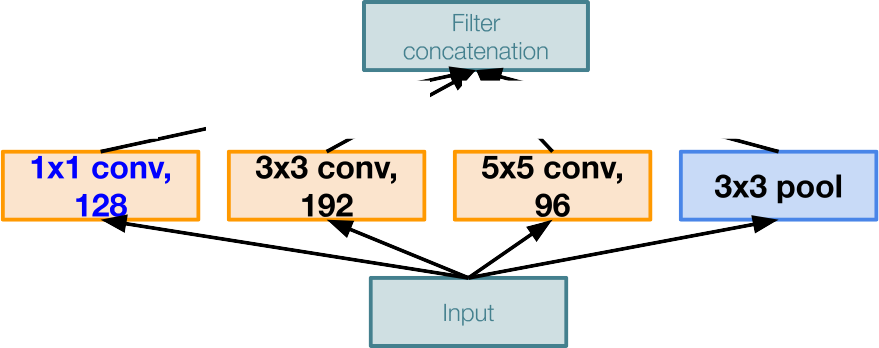 Filter
concatenation
1x1 conv,
128
3x3 conv,
192
5x5 conv,
96
3x3 pool
Input